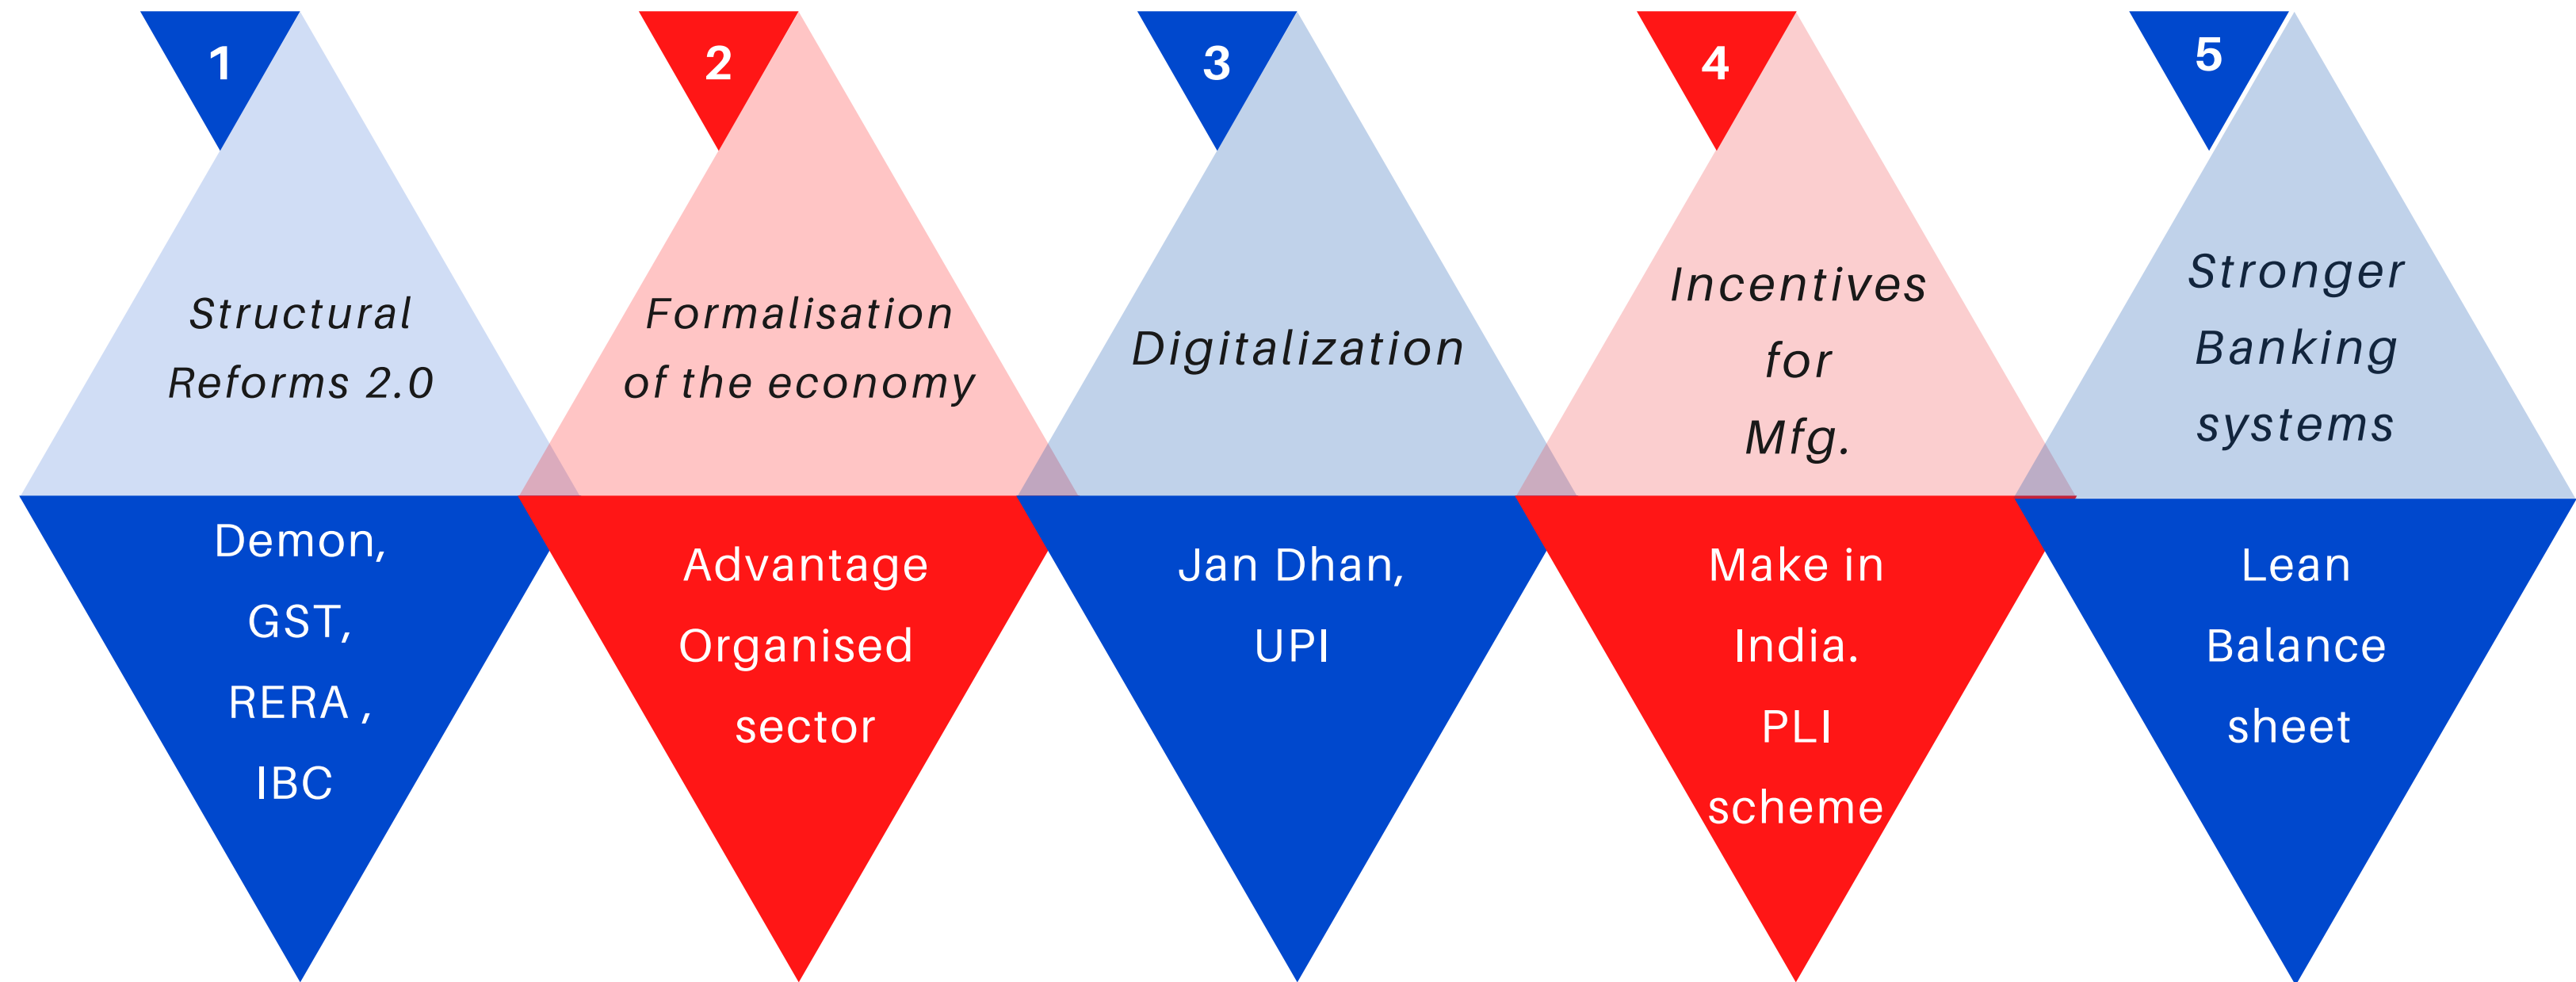 1
Structural
Reforms 2.0
Demon,
GST,
RERA ,
IBC
2
Formalisation
of the economy
Advantage
Organised
sector
3
Digitalization
Jan Dhan,
UPI
4
Incentives
for
Mfg.
Make in
India.
PLI
scheme
5
Stronger
Banking
systems
Lean
Balance
sheet